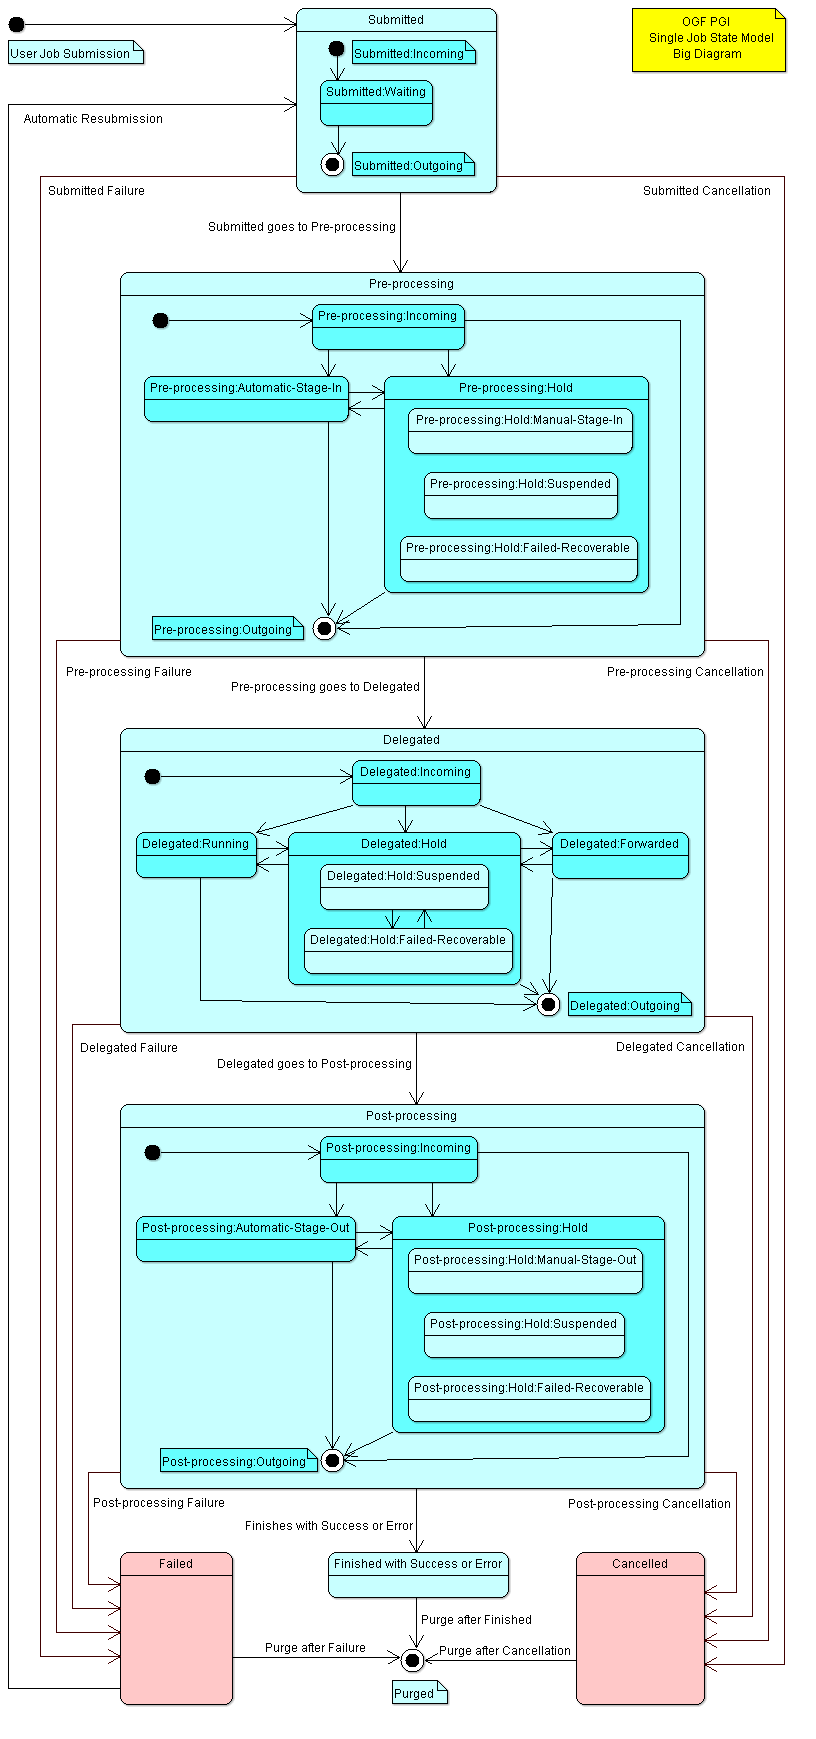 Submitted
OGF PGI
Single Job State Model
Big Diagram
User Job Submission
Submitted:Incoming
Submitted:Waiting
Automatic Resubmission
Submitted:Outgoing
Submitted Failure
Submitted Cancellation
Submitted goes to Pre-processing
Pre-processing
Pre-processing:Incoming
Pre-processing:Automatic-Stage-In
Pre-processing:Hold
Pre-processing:Hold:Manual-Stage-In
Pre-processing:Hold:Suspended
Pre-processing:Hold:Failed-Recoverable
Pre-processing:Outgoing
Pre-processing Failure
Pre-processing Cancellation
Pre-processing goes to Delegated
Delegated
Delegated:Incoming
Delegated:Running
Delegated:Hold
Delegated:Forwarded
Delegated:Hold:Suspended
Delegated:Hold:Failed-Recoverable
Delegated:Outgoing
Delegated Failure
Delegated Cancellation
Delegated goes to Post-processing
Post-processing
Post-processing:Incoming
Post-processing:Automatic-Stage-Out
Post-processing:Hold
Post-processing:Hold:Manual-Stage-Out
Post-processing:Hold:Suspended
Post-processing:Hold:Failed-Recoverable
Post-processing:Outgoing
Post-processing Failure
Post-processing Cancellation
Finishes with Success or Error
Failed
Finished with Success or Error
Cancelled
Purge after Finished
Purge after Failure
Purge after Cancellation
Purged